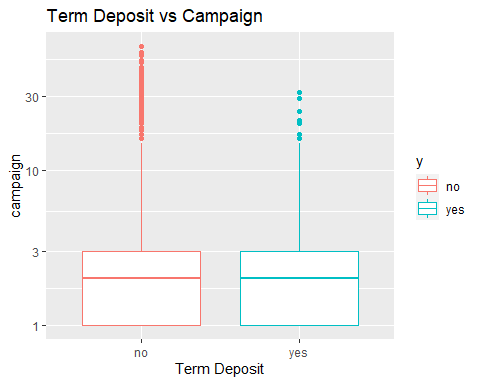 Term Deposit vs Campaign
campaign
30
10
3
1
no
yes
Term Deposit
y
no
yes